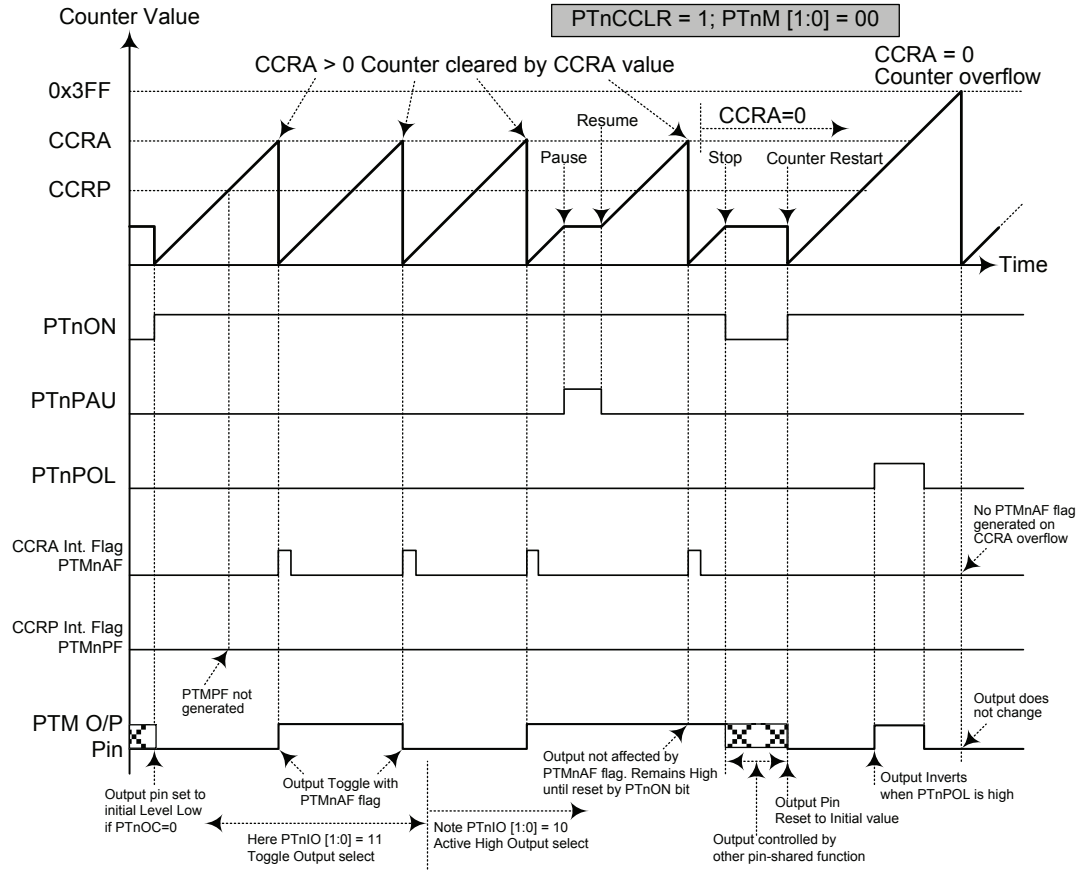 Counter Value
PTnCCLR = 1; PTnM [1:0] = 00
CCRA > 0 Counter cleared by CCRA value
CCRA = 0
Counter overflow
0x3FF
CCRA=0
Resume
CCRA
Pause
Stop
Counter Restart
CCRP
Time
PTnON
PTnPAU
PTnPOL
No PTMnAF flag
generated on
CCRA overflow
CCRA Int. Flag
PTMnAF
CCRP Int. Flag
PTMnPF
PTMPF not
generated
Output does
not change
PTM O/P
Pin
Output pin set to
initial Level Low
if PTnOC=0
Output Toggle with
PTMnAF flag
Output not affected by
PTMnAF flag. Remains High
until reset by PTnON bit
Output Inverts
when PTnPOL is high
Output Pin
Reset to Initial value
Here PTnIO [1:0] = 11
Toggle Output select
Note PTnIO [1:0] = 10
Active High Output select
Output controlled by
other pin-shared function